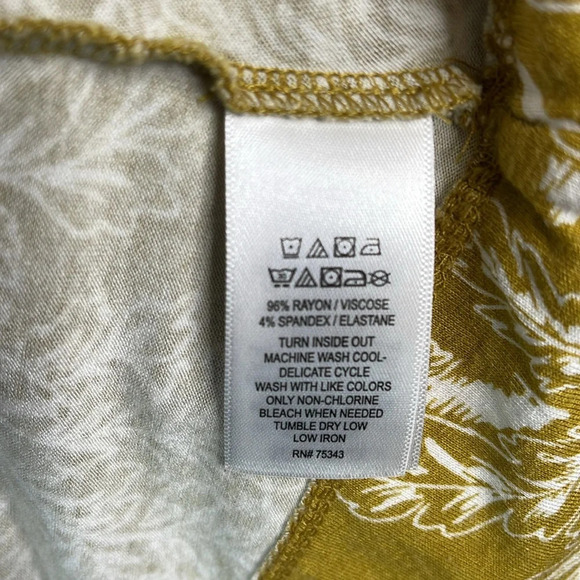 96% RAYON / VISCOSE
4% SPANDEX / ELASTANE
TURN INSIDE OUT
MACHINE WASH COOL-
DELICATE CYCLE
WASH WITH LIKE COLORS
ONLY NON-CHLORINE
BLEACH WHEN NEEDED
TUMBLE DRY LOW
LOW IRON
RN# 75343